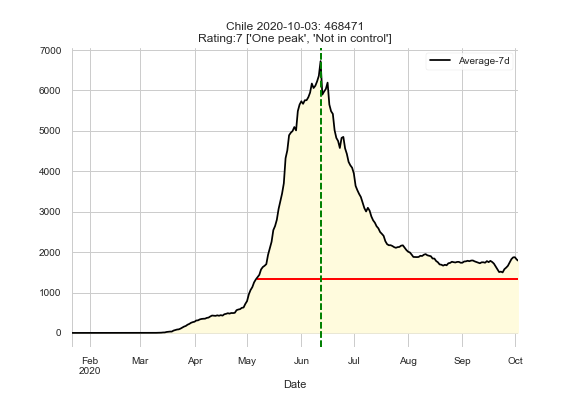 Chile 2020-10-03: 468471
Rating:7 ['One peak', 'Not in control']
Average-7d
7000
6000
5000
4000
3000
2000
1000
0
Feb
2020
Mar
Apr
May
Jun
Jul
Aug
Sep
Oct
Date